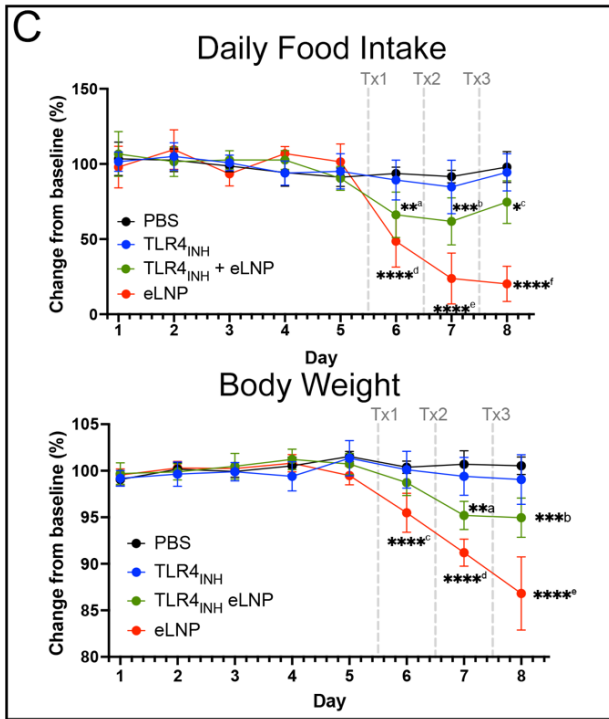 C
Daily Food Intake
Tx1 Tx2 Tx3
Change from baseline (%)
150
100
50
0
PBS
TLR4INH
TLR4INH + eLNP
eLNP
**a
***b
*c
****d
****e
****f
1 2 3 4 5 6 7 8
Day
Body Weight
Tx1 Tx2 Tx3
Change from baseline (%)
105
100
95
90
85
80
PBS
TLR4INH
TLR4INH eLNP
eLNP
**a
***b
****c
****d
****e
1 2 3 4 5 6 7 8
Day